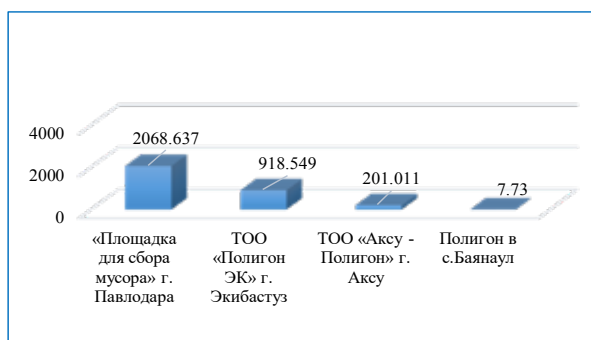 4000
2000
0
2068.637
918.549
201.011
7.73
«Площадка
для сбора
мусора» г.
Павлодара
ТОО
«Полигон
ЭК» г.
Экибастуз
ТОО «Аксу -
Полигон» г.
Аксу
Полигон в
с.Баянаул